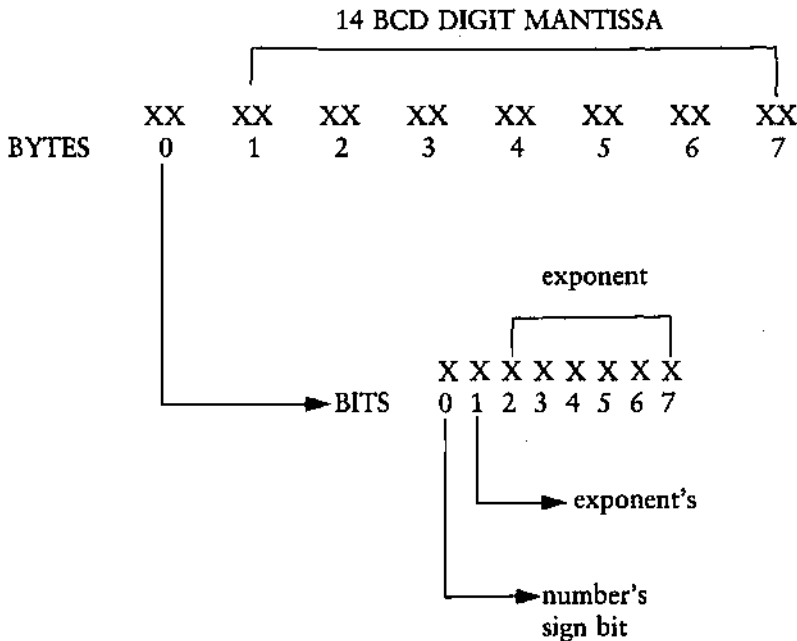 14 BCD DIGIT MANTISSA
XX XX XX XX XX XX XX XX
BYTES 0 1 2 3 4 5 6 7
exponent
X X X X X X X X
BITS 0 1 2 3 4 5 6 7
exponent's
number's
sign bit